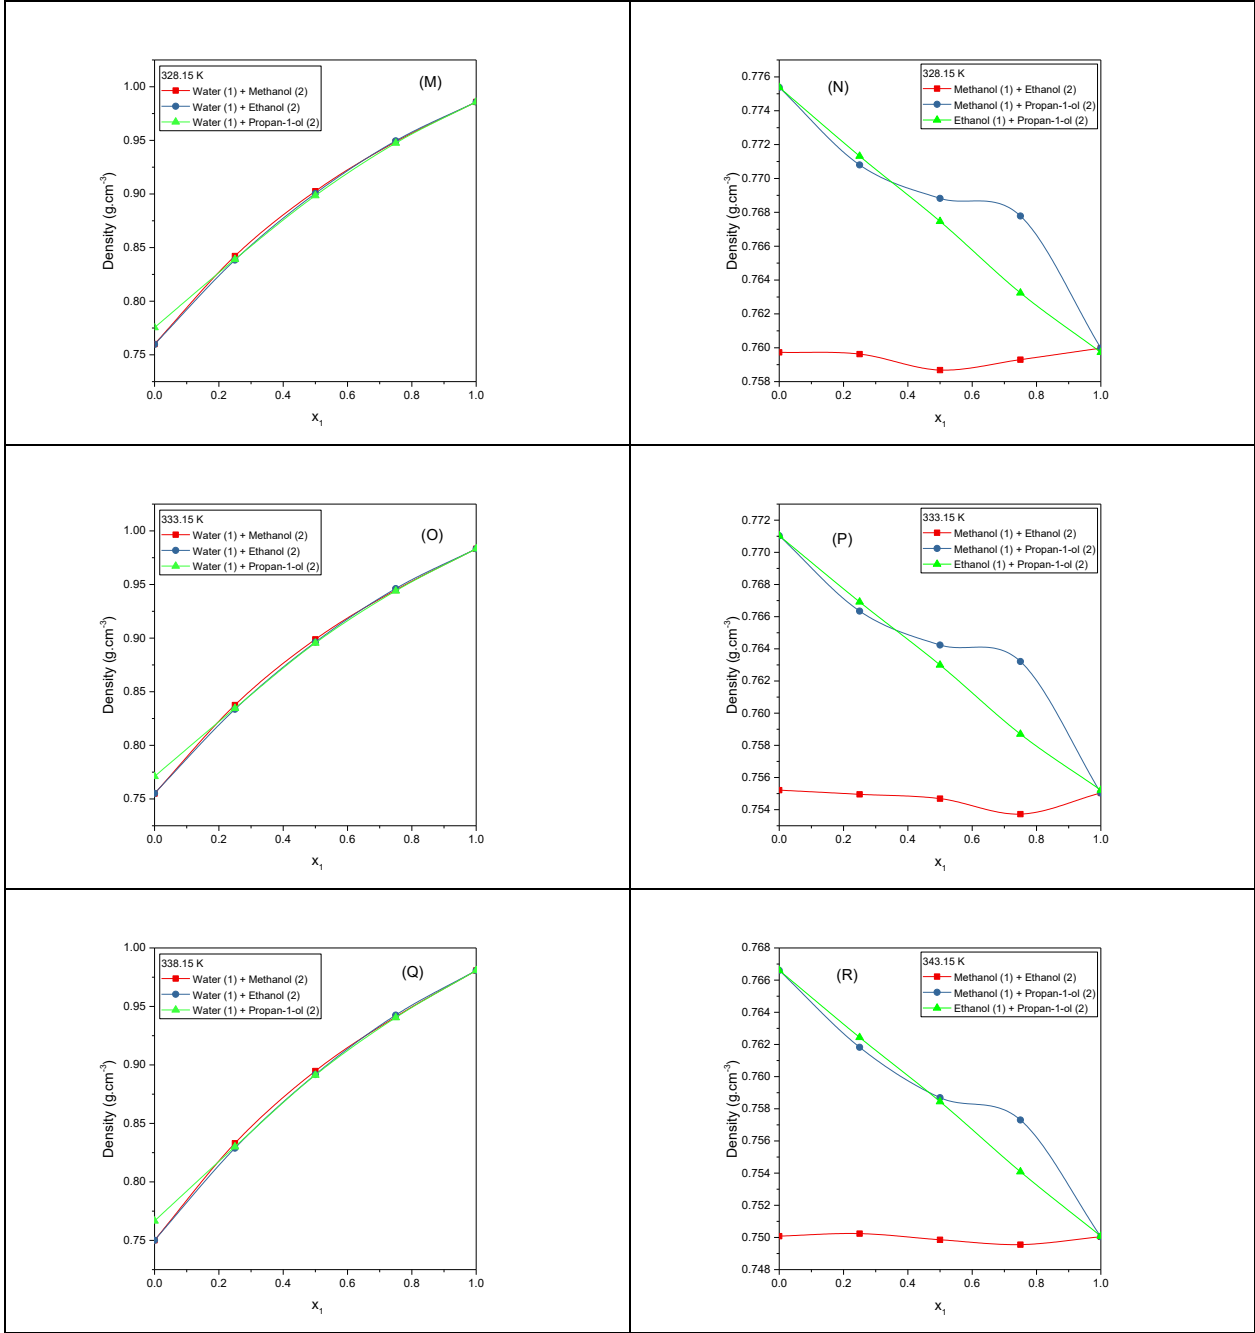 328.15 K
Water (1) + Methanol (2)
Water (1) + Ethanol (2)
Water (1) + Propan-1-ol (2)
(M)
1.00
0.95
0.90
0.85
0.80
0.75
Density (g.cm-3)
0.0 0.2 0.4 0.6 0.8 1.0
x1
328.15 K
Methanol (1) + Ethanol (2)
Methanol (1) + Propan-1-ol (2)
Ethanol (1) + Propan-1-ol (2)
(N)
0.776
0.774
0.772
0.770
0.768
0.766
0.764
0.762
0.760
0.758
Density (g.cm-3)
0.0 0.2 0.4 0.6 0.8 1.0
x1
333.15 K
Water (1) + Methanol (2)
Water (1) + Ethanol (2)
Water (1) + Propan-1-ol (2)
(O)
1.00
0.95
0.90
0.85
0.80
0.75
Density (g.cm-3)
0.0 0.2 0.4 0.6 0.8 1.0
x1
333.15 K
Methanol (1) + Ethanol (2)
Methanol (1) + Propan-1-ol (2)
Ethanol (1) + Propan-1-ol (2)
(P)
0.772
0.770
0.768
0.766
0.764
0.762
0.760
0.758
0.756
0.754
Density (g.cm-3)
0.0 0.2 0.4 0.6 0.8 1.0
x1
338.15 K
Water (1) + Methanol (2)
Water (1) + Ethanol (2)
Water (1) + Propan-1-ol (2)
(Q)
1.00
0.95
0.90
0.85
0.80
0.75
Density (g.cm-3)
0.0 0.2 0.4 0.6 0.8 1.0
x1
343.15 K
Methanol (1) + Ethanol (2)
Methanol (1) + Propan-1-ol (2)
Ethanol (1) + Propan-1-ol (2)
(R)
0.768
0.766
0.764
0.762
0.760
0.758
0.756
0.754
0.752
0.750
0.748
Density (g.cm-3)
0.0 0.2 0.4 0.6 0.8 1.0
x1